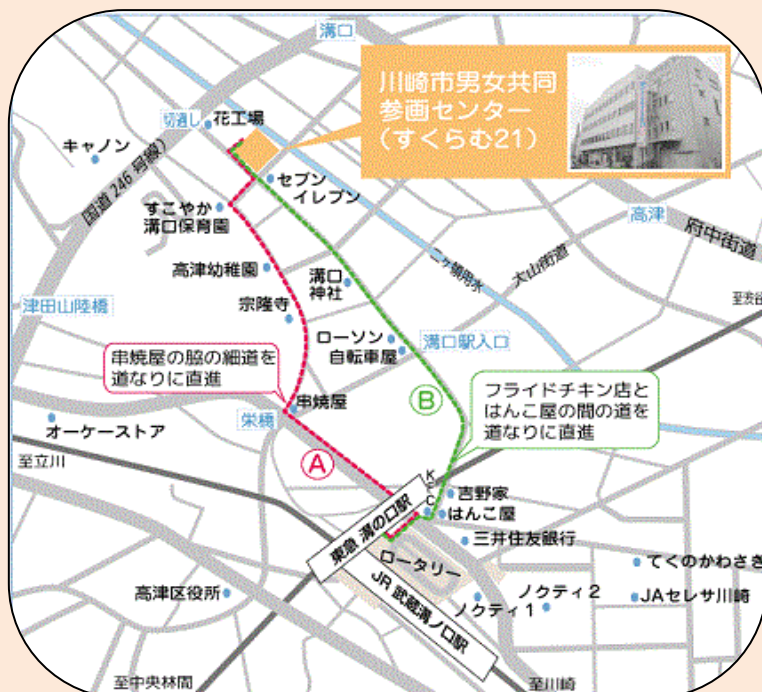 溝口
川崎市男女共同
参画センター
(すくらむ21)
切通し
花工場
キャノン
国道246号線)
セブン
イレブン
すこやか
溝口保育園
高津
府中街道
二ヶ領用水
大山街道
高津幼稚園
溝口
神社
至渋谷
津田山陸橋
宗隆寺
ローソン
自転車屋
溝口駅入口
串焼屋の脇の細道を
道なりに直進
フライドチキン店と
はんこ屋の間の道を
道なりに直進
串焼屋
栄橋
B
オーケーストア
A
至立川
KFC
吉野家
はんこ屋
東急 溝の口駅
三井住友銀行
ロータリー
てくのかわさき
JR 武蔵溝ノ口駅
ノクティ2
ノクティ1
JAセレサ川崎
高津区役所
至中央林間
至川崎